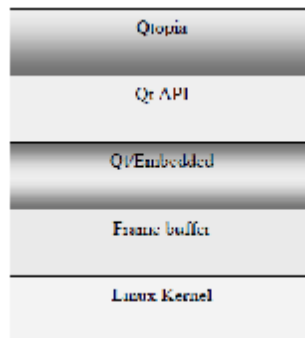 Qtopia
Qt API
Qt/Embedded
Frame buffer
Linux Kernel